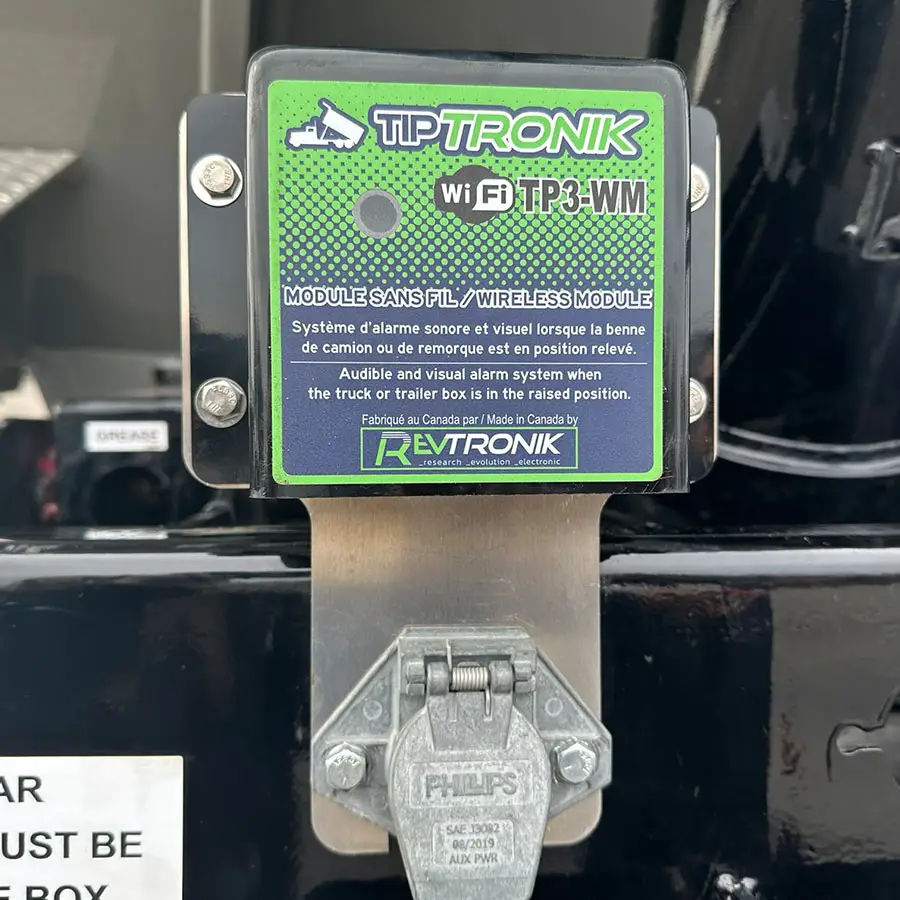 TIPTRONIK
WiFi TP3-WM
MODULE SANS FIL / WIRELESS MODULE
Système d'alarme sonore et visuel lorsque la benne
de camion ou de remorque est en position relevé.
Audible and visual alarm system when
the truck or trailer box is in the raised position.
Fabriqué au Canada par / Made in Canada by
REVTRONIK
_research _evolution _electronic
GREASE
PHILLIPS
SAE J3082
08/2019
AUX PWR
AR
UST BE
E BOX